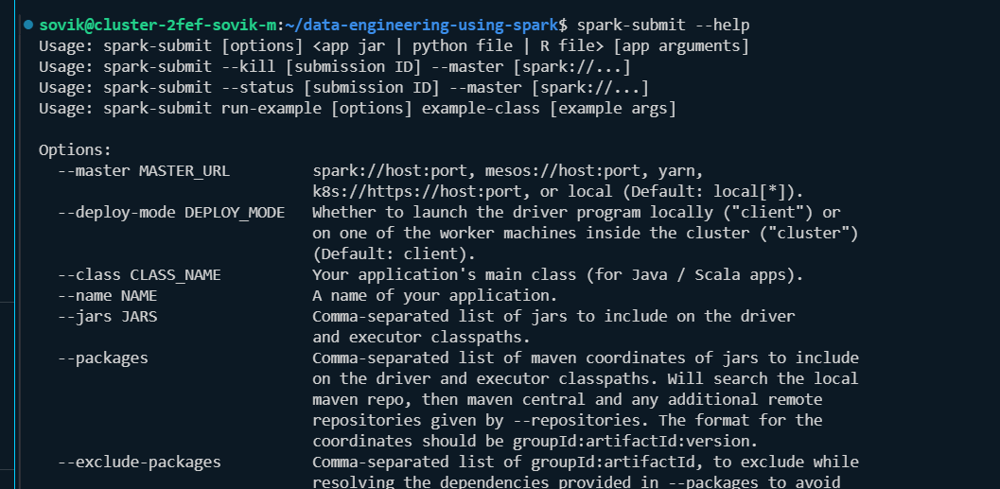 sovik@cluster-2fef-sovik-m:~/data-engineering-using-spark$ spark-submit --help
Usage: spark-submit [options] <app jar | python file | R file> [app arguments]
Usage: spark-submit --kill [submission ID] --master [spark://...]
Usage: spark-submit --status [submission ID] --master [spark://...]
Usage: spark-submit run-example [options] example-class [example args]

Options:
  --master MASTER_URL         spark://host:port, mesos://host:port, yarn,
                              k8s://https://host:port, or local (Default: local[*]).
  --deploy-mode DEPLOY_MODE   Whether to launch the driver program locally ("client") or
                              on one of the worker machines inside the cluster ("cluster")
                              (Default: client).
  --class CLASS_NAME          Your application's main class (for Java / Scala apps).
  --name NAME                 A name of your application.
  --jars JARS                 Comma-separated list of jars to include on the driver
                              and executor classpaths.
  --packages                  Comma-separated list of maven coordinates of jars to include
                              on the driver and executor classpaths. Will search the local
                              maven repo, then maven central and any additional remote
                              repositories given by --repositories. The format for the
                              coordinates should be groupId:artifactId:version.
  --exclude-packages          Comma-separated list of groupId:artifactId, to exclude while
                              resolving the dependencies provided in --packages to avoid